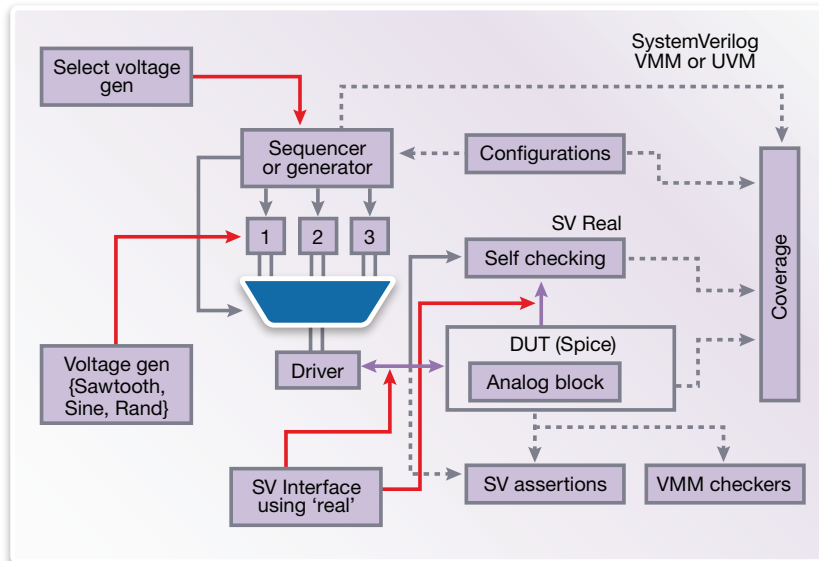 SystemVerilog
VMM or UVM
Select voltage
gen
Sequencer
or generator
Configurations
1
2
3
SV Real
Self checking
Coverage
DUT (Spice)
Analog block
Driver
Voltage gen
{Sawtooth,
Sine, Rand}
SV Interface
using ‘real’
SV assertions
VMM checkers